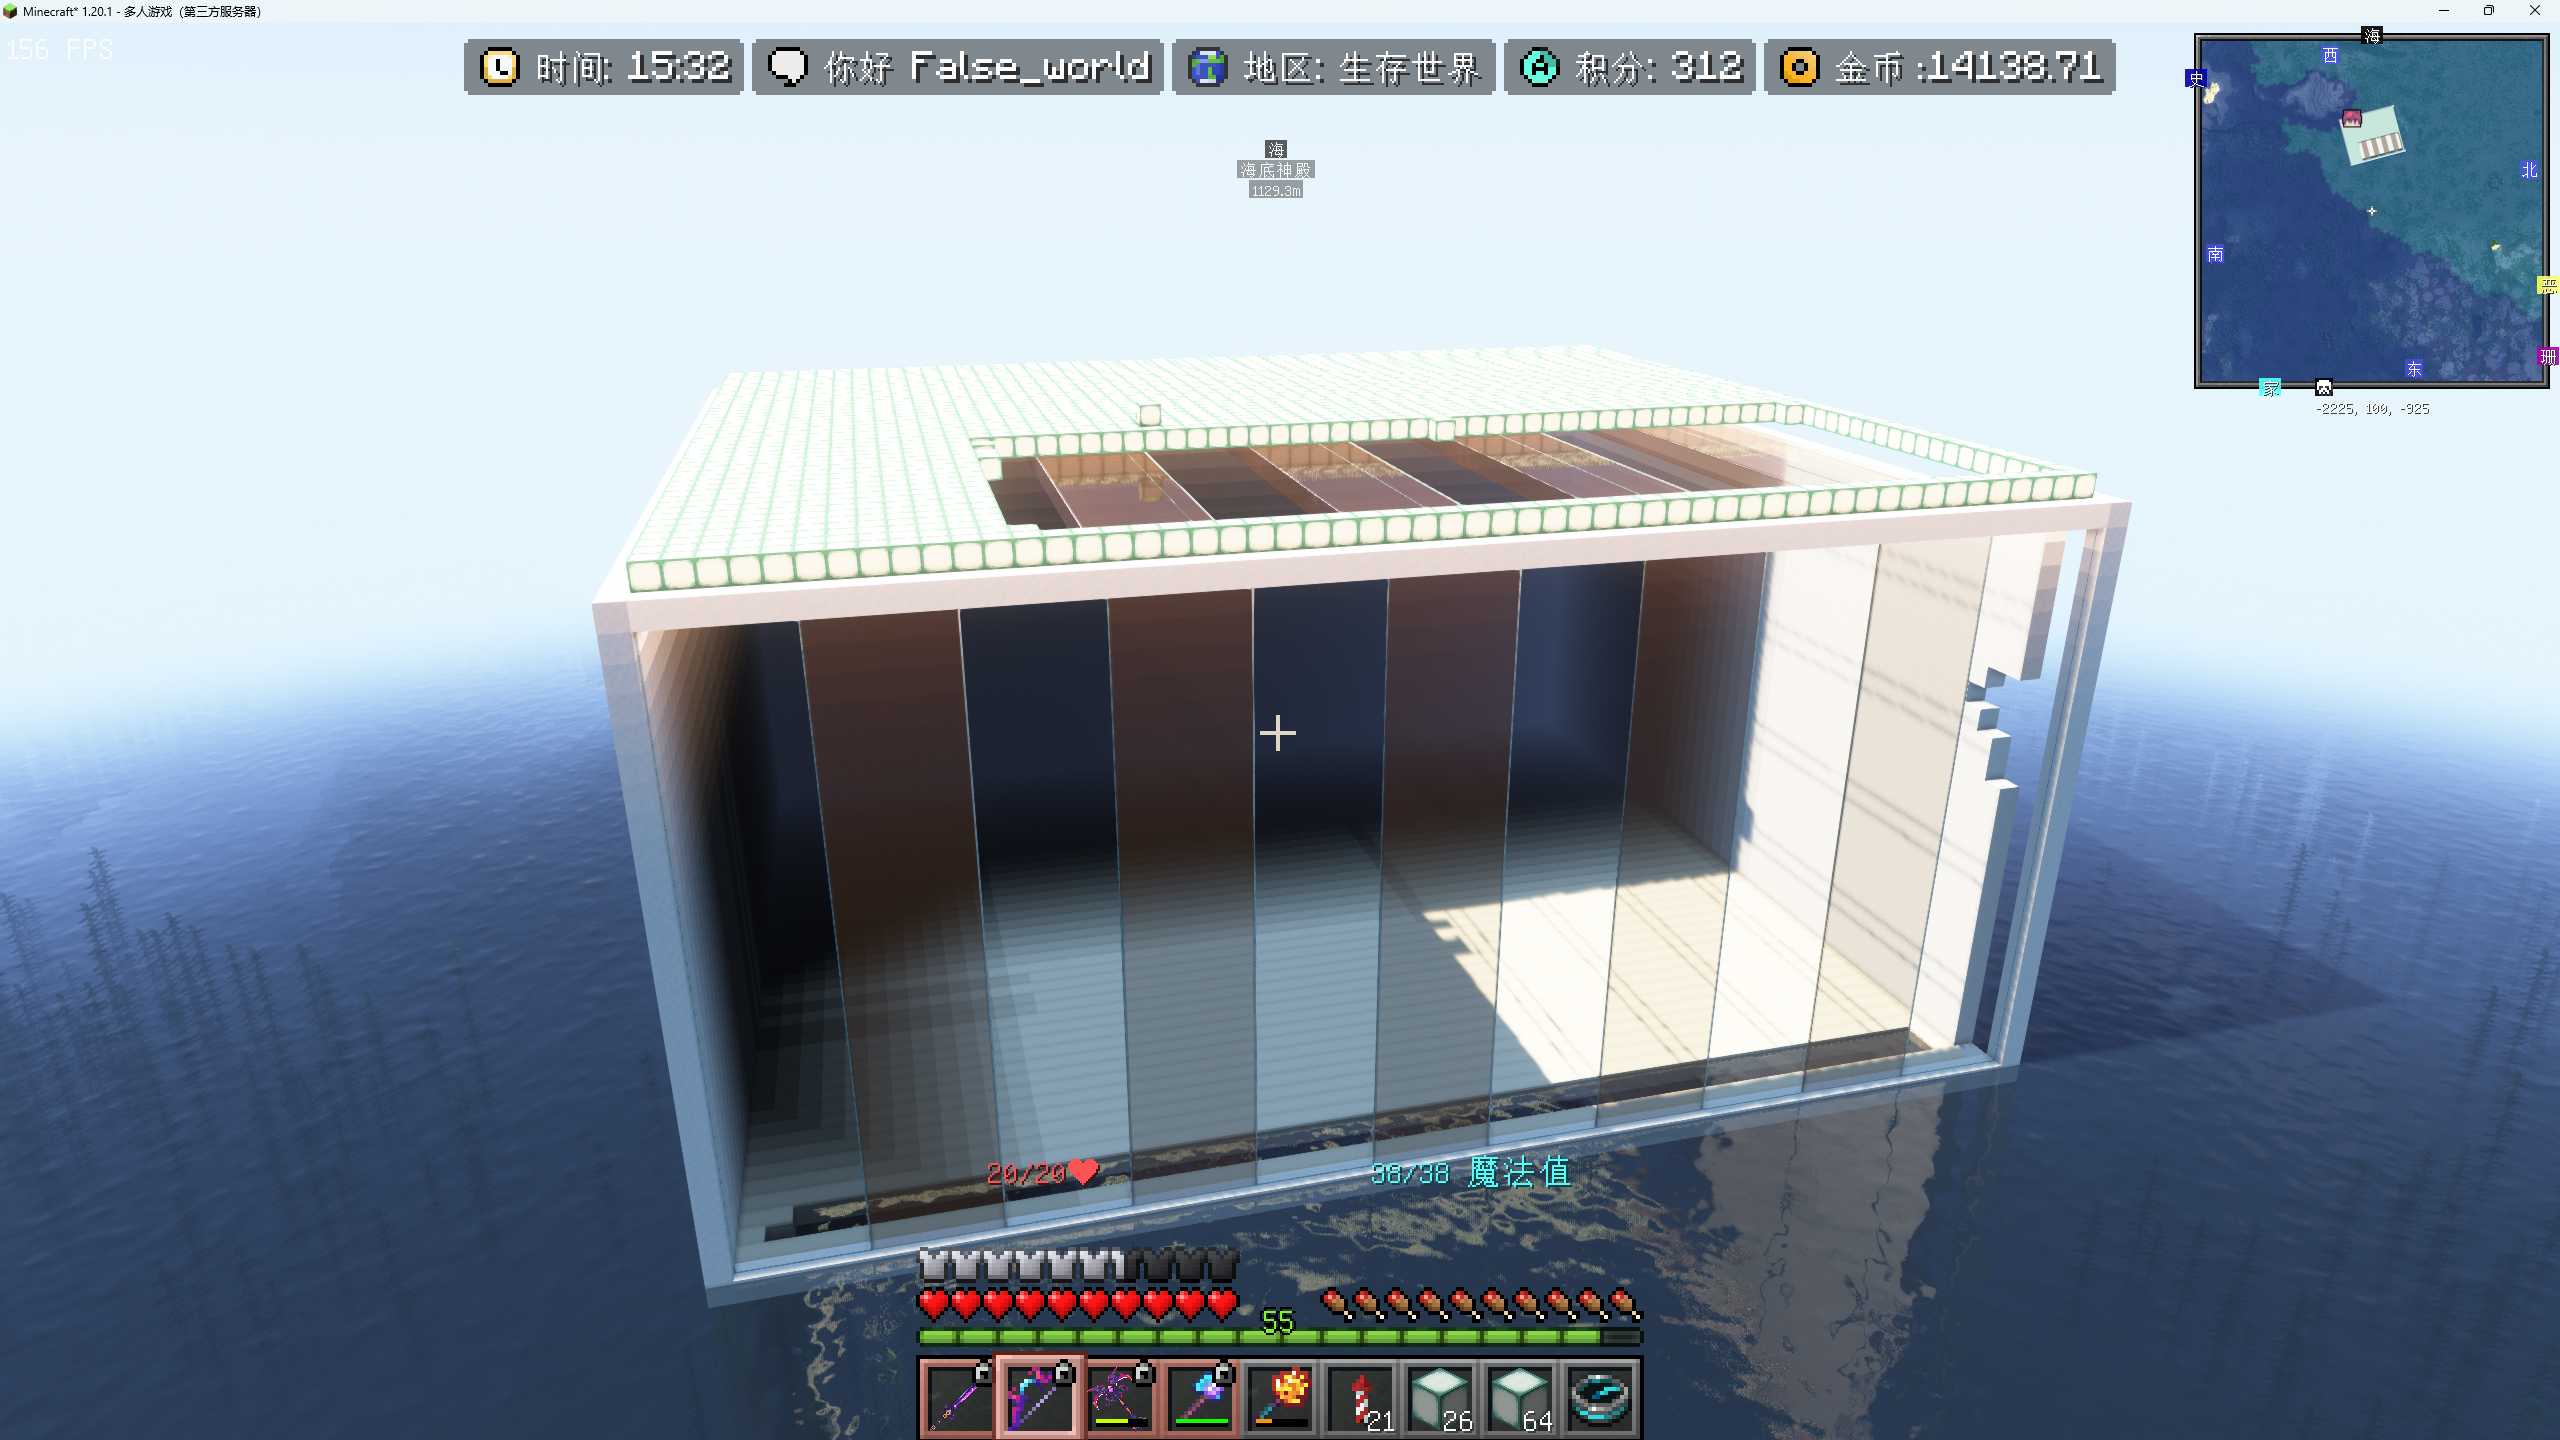 Minecraft* 1.20.1 - 多人游戏（第三方服务器）
156 FPS
时间: 15:32
你好 False_world
地区: 生存世界
积分: 312
金币 :14138.71
海
海底神殿
1129.3m
海
西
史
北
南
恶
珊
东
家
-2225, 100, -925
20/20
38/38 魔法值
55
21
26
64